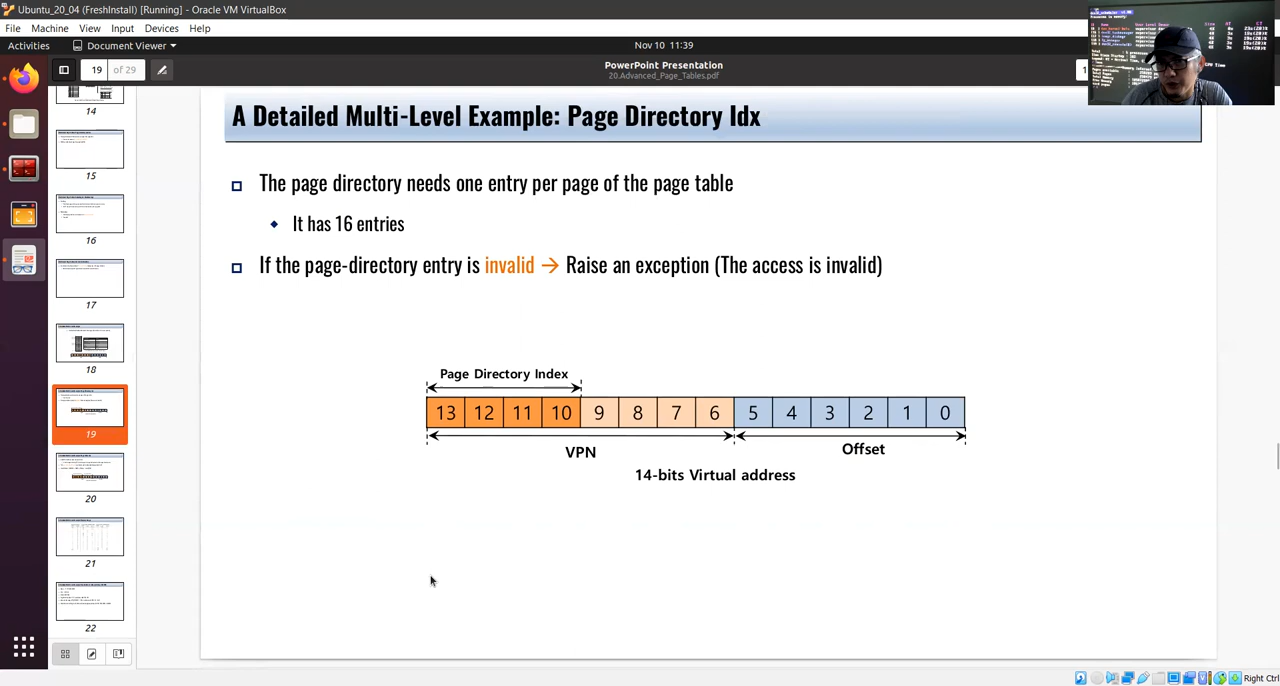 Ubuntu_20_04 (FreshInstall) [Running] - Oracle VM VirtualBox
File Machine View Input Devices Help
Activities Document Viewer Nov 10 11:39
19 of 29 PowerPoint Presentation
20.Advanced_Page_Tables.pdf
14
15
16
17
18
19
20
21
22
A Detailed Multi-Level Example: Page Directory Idx
The page directory needs one entry per page of the page table
It has 16 entries
If the page-directory entry is invalid → Raise an exception (The access is invalid)
Page Directory Index
13 12 11 10 9 8 7 6 5 4 3 2 1 0
VPN Offset
14-bits Virtual address
Right Ctrl